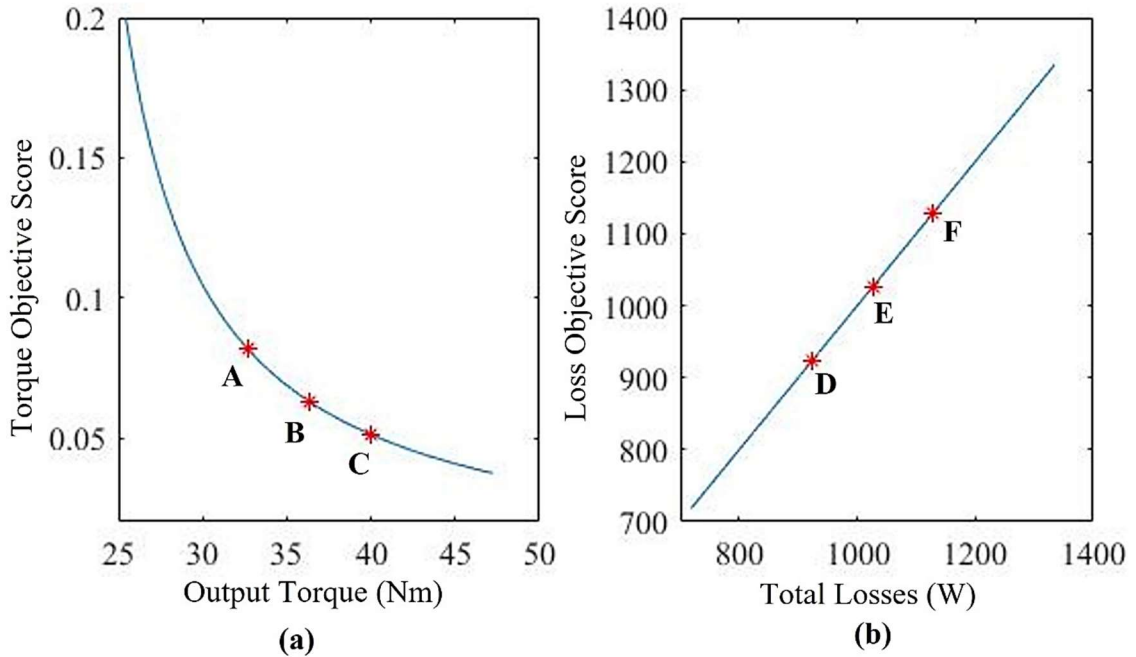 0.2
0.15
0.1
0.05
Torque Objective Score
A
B
C
25 30 35 40 45 50
Output Torque (Nm)
(a)
1400
1300
1200
1100
1000
900
800
700
Loss Objective Score
F
E
D
800 1000 1200 1400
Total Losses (W)
(b)